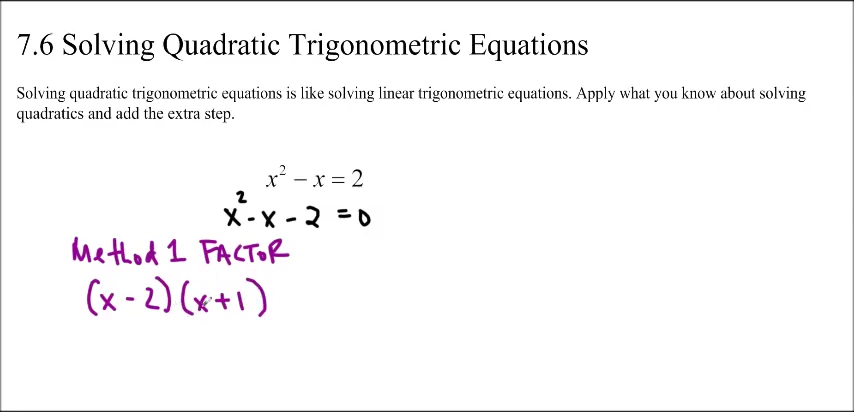 7.6 Solving Quadratic Trigonometric Equations
Solving quadratic trigonometric equations is like solving linear trigonometric equations. Apply what you know about solving
quadratics and add the extra step.
x² − x = 2
x² - x - 2 = 0
Method 1 FACTOR
(x - 2)(x + 1)